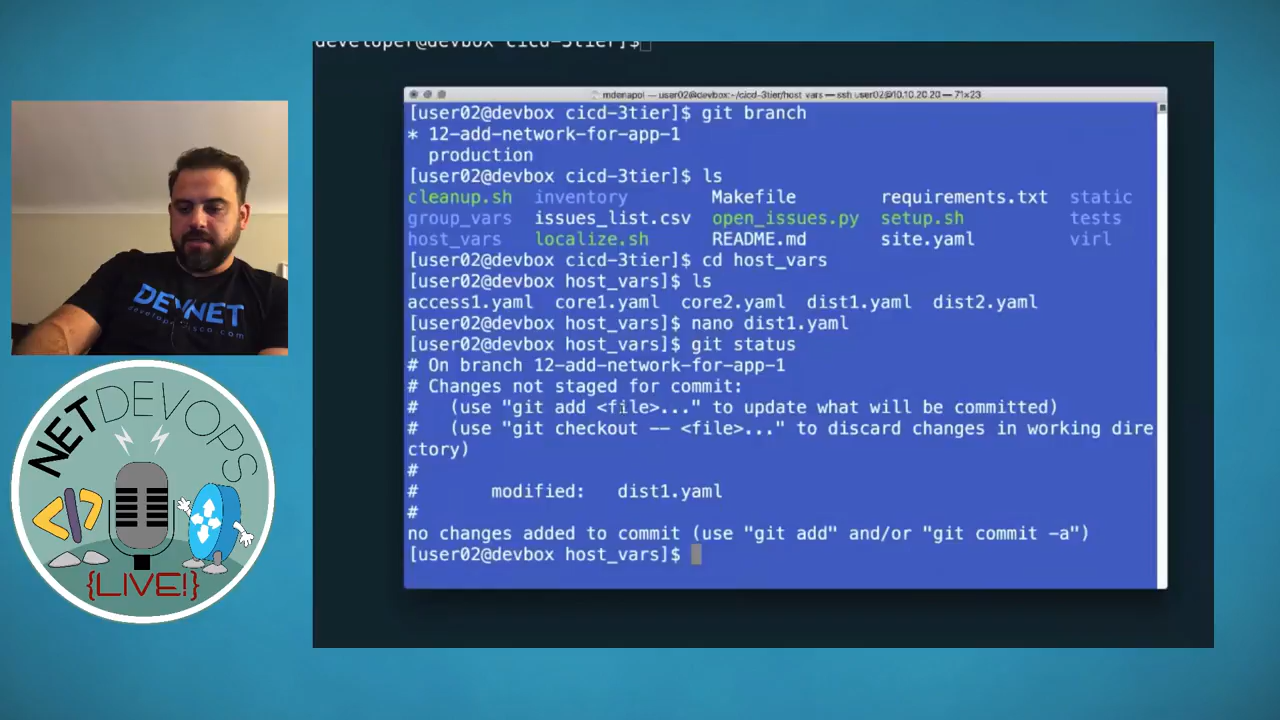 developer@devbox cicd-3tier]$
mdenapol — user02@devbox:~/cicd-3tier/host_vars — ssh user02@10.10.20.20 — 71×23
[user02@devbox cicd-3tier]$ git branch
* 12-add-network-for-app-1
production
[user02@devbox cicd-3tier]$ ls
cleanup.sh inventory Makefile requirements.txt static
group_vars issues_list.csv open_issues.py setup.sh tests
host_vars localize.sh README.md site.yaml virl
[user02@devbox cicd-3tier]$ cd host_vars
[user02@devbox host_vars]$ ls
access1.yaml core1.yaml core2.yaml dist1.yaml dist2.yaml
[user02@devbox host_vars]$ nano dist1.yaml
[user02@devbox host_vars]$ git status
# On branch 12-add-network-for-app-1
# Changes not staged for commit:
# (use "git add <file>..." to update what will be committed)
# (use "git checkout -- <file>..." to discard changes in working dire
ctory)
#
# modified: dist1.yaml
#
no changes added to commit (use "git add" and/or "git commit -a")
[user02@devbox host_vars]$
DEVNET
NETDEVOPS
</>
{LIVE!}